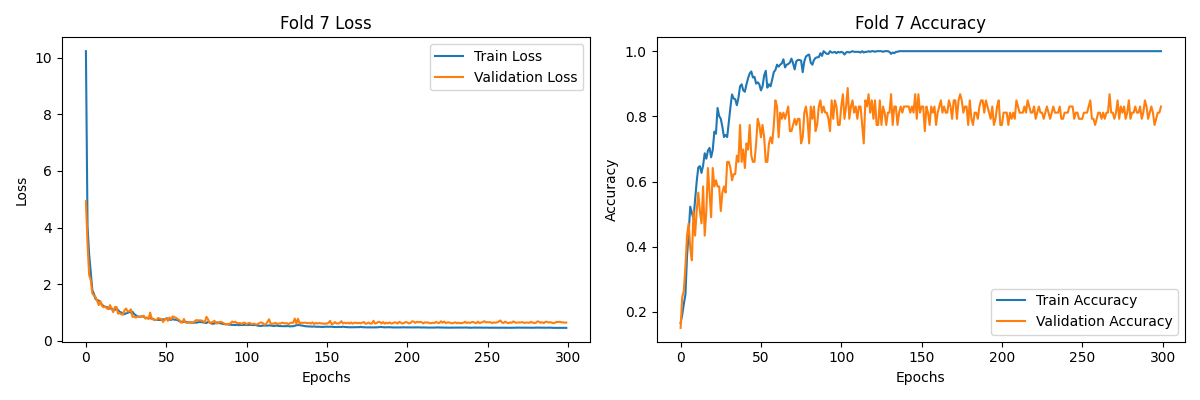 Fold 7 Loss
Loss
10
8
6
4
2
0
Train Loss
Validation Loss
0 50 100 150 200 250 300
Epochs
Fold 7 Accuracy
Accuracy
1.0
0.8
0.6
0.4
0.2
Train Accuracy
Validation Accuracy
0 50 100 150 200 250 300
Epochs